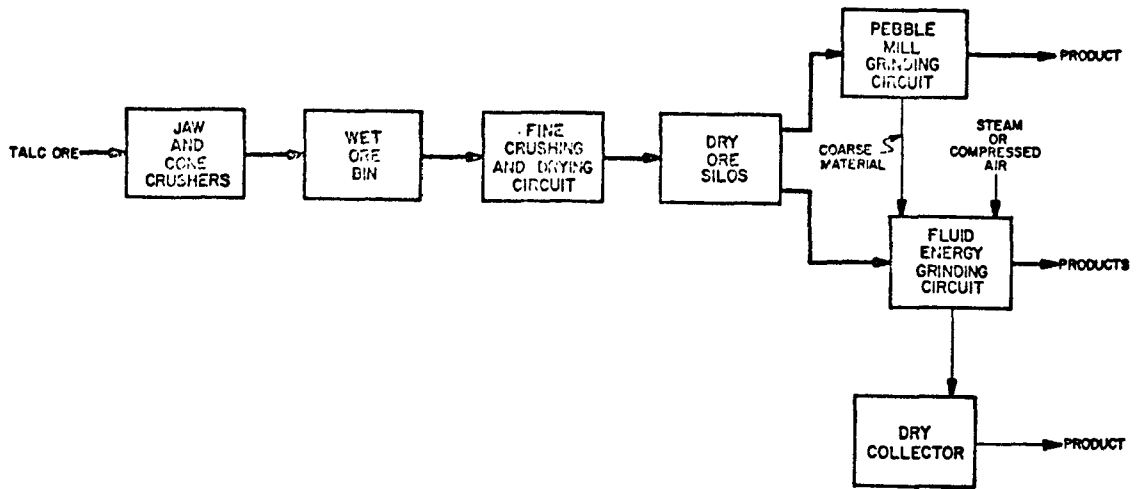 PEBBLE
MILL
GRINDING
CIRCUIT
PRODUCT
TALC ORE
JAW
AND
CONE
CRUSHERS
WET
ORE
BIN
FINE
CRUSHING
AND DRYING
CIRCUIT
DRY
ORE
SILOS
COARSE
MATERIAL
STEAM
OR
COMPRESSED
AIR
FLUID
ENERGY
GRINDING
CIRCUIT
PRODUCTS
DRY
COLLECTOR
PRODUCT